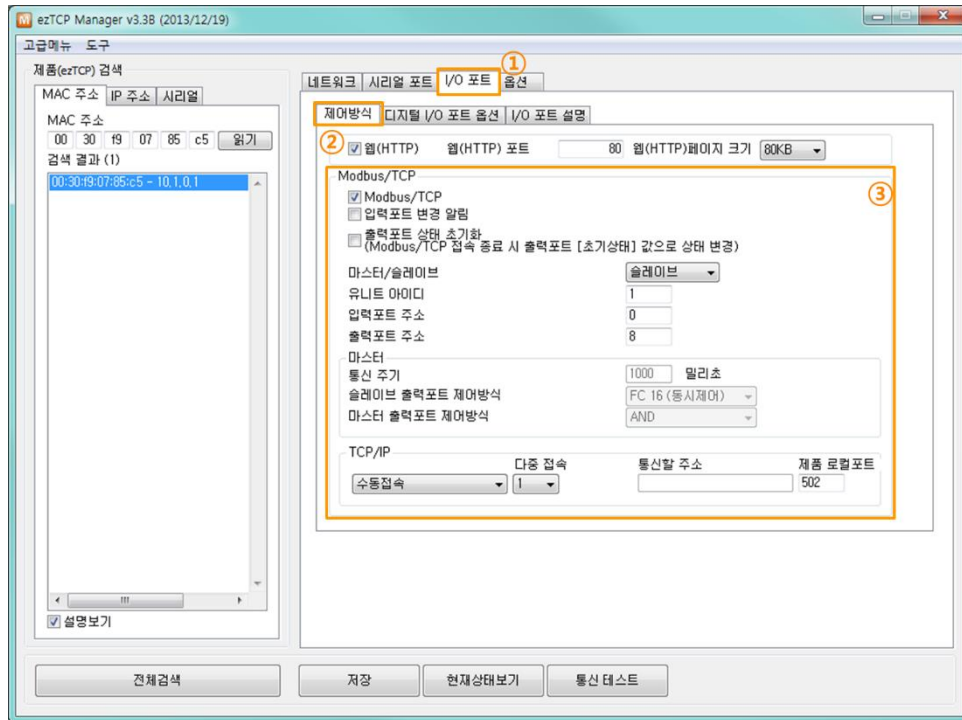 ezTCP Manager v3.3B (2013/12/19)
고급메뉴 도구
제품(ezTCP) 검색
MAC 주소 IP 주소 시리얼
MAC 주소
00 30 f9 07 85 c5 읽기
검색 결과 (1)
00:30:f9:07:85:c5 - 10.1.0.1
설명보기
①
네트워크 시리얼 포트 I/O 포트 옵션
제어방식 디지털 I/O 포트 옵션 I/O 포트 설명
② 웹(HTTP) 웹(HTTP) 포트 80 웹(HTTP)페이지 크기 80KB
Modbus/TCP
③
Modbus/TCP
입력포트 변경 알림
출력포트 상태 초기화
(Modbus/TCP 접속 종료 시 출력포트 [초기상태] 값으로 상태 변경)
마스터/슬레이브 슬레이브
유니트 아이디 1
입력포트 주소 0
출력포트 주소 8
마스터
통신 주기 1000 밀리초
슬레이브 출력포트 제어방식 FC 16 (동시제어)
마스터 출력포트 제어방식 AND
TCP/IP
다중 접속 통신할 주소 제품 로컬포트
수동접속 1 502
전체검색 저장 현재상태보기 통신 테스트